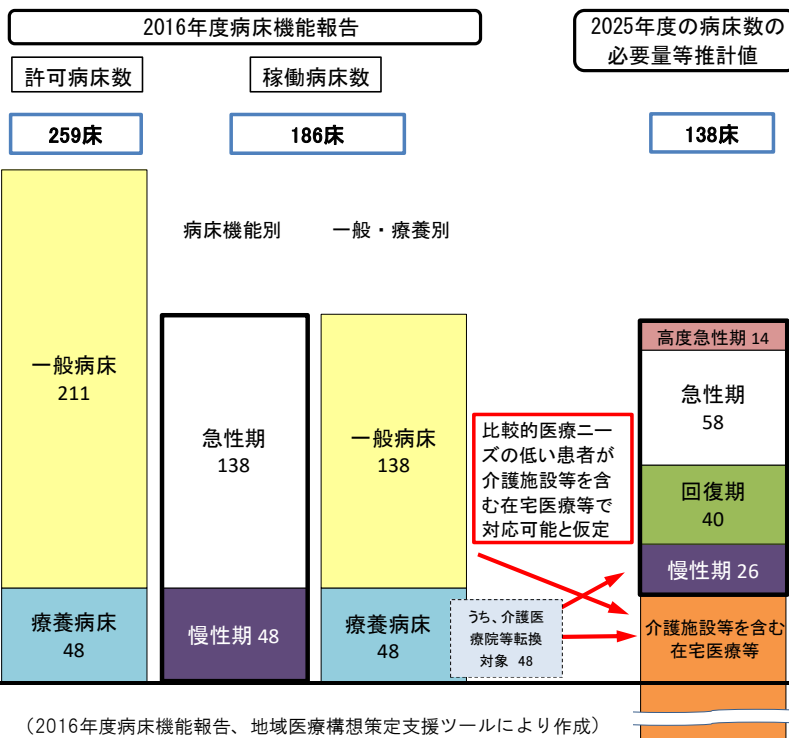 2016年度病床機能報告
2025年度の病床数の
必要量等推計値
許可病床数
稼働病床数
259床
186床
138床
病床機能別
一般・療養別
一般病床
211
療養病床
48
急性期
138
慢性期 48
一般病床
138
療養病床
48
比較的医療ニー
ズの低い患者が
介護施設等を含
む在宅医療等で
対応可能と仮定
うち、介護医
療院等転換
対象 48
高度急性期 14
急性期
58
回復期
40
慢性期 26
介護施設等を含む
在宅医療等
（2016年度病床機能報告、地域医療構想策定支援ツールにより作成）